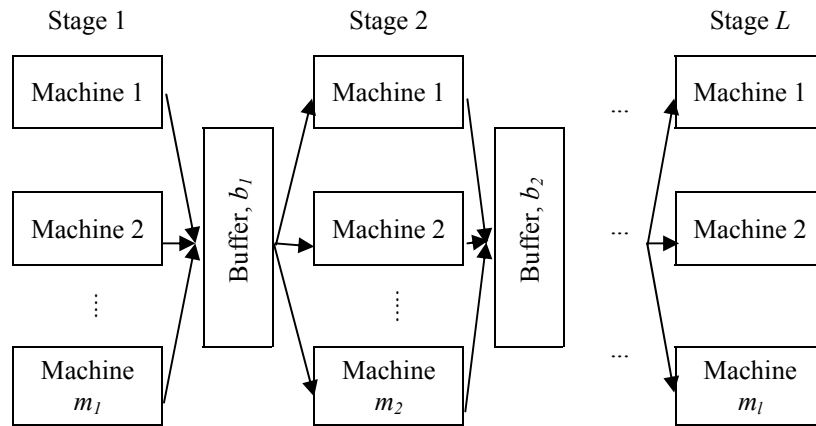 Stage 1
Stage 2
Stage L
Machine 1
Machine 1
...
Machine 1
Buffer, b1
Buffer, b2
Machine 2
Machine 2
...
Machine 2
....
.....
...
Machine
m1
Machine
m2
Machine
ml